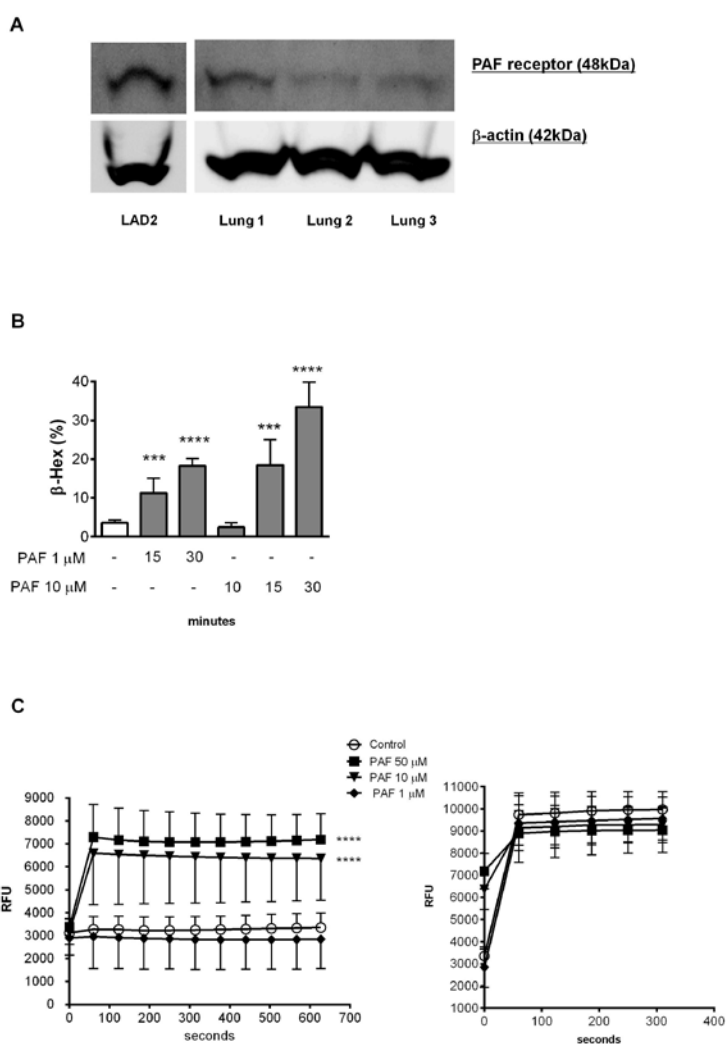 A
PAF receptor (48kDa)
β-actin (42kDa)
LAD2 Lung 1 Lung 2 Lung 3
B
β-Hex (%)
40
30
20
10
0
*** **** *** ****
PAF 1 μM - 15 30 - - -
PAF 10 μM - - - 10 15 30
minutes
C
Control
PAF 50 μM
PAF 10 μM
PAF 1 μM
RFU
9000
8000
7000
6000
5000
4000
3000
2000
1000
0
****
****
0 100 200 300 400 500 600 700
seconds
RFU
11000
10000
9000
8000
7000
6000
5000
4000
3000
2000
1000
0 100 200 300 400
seconds